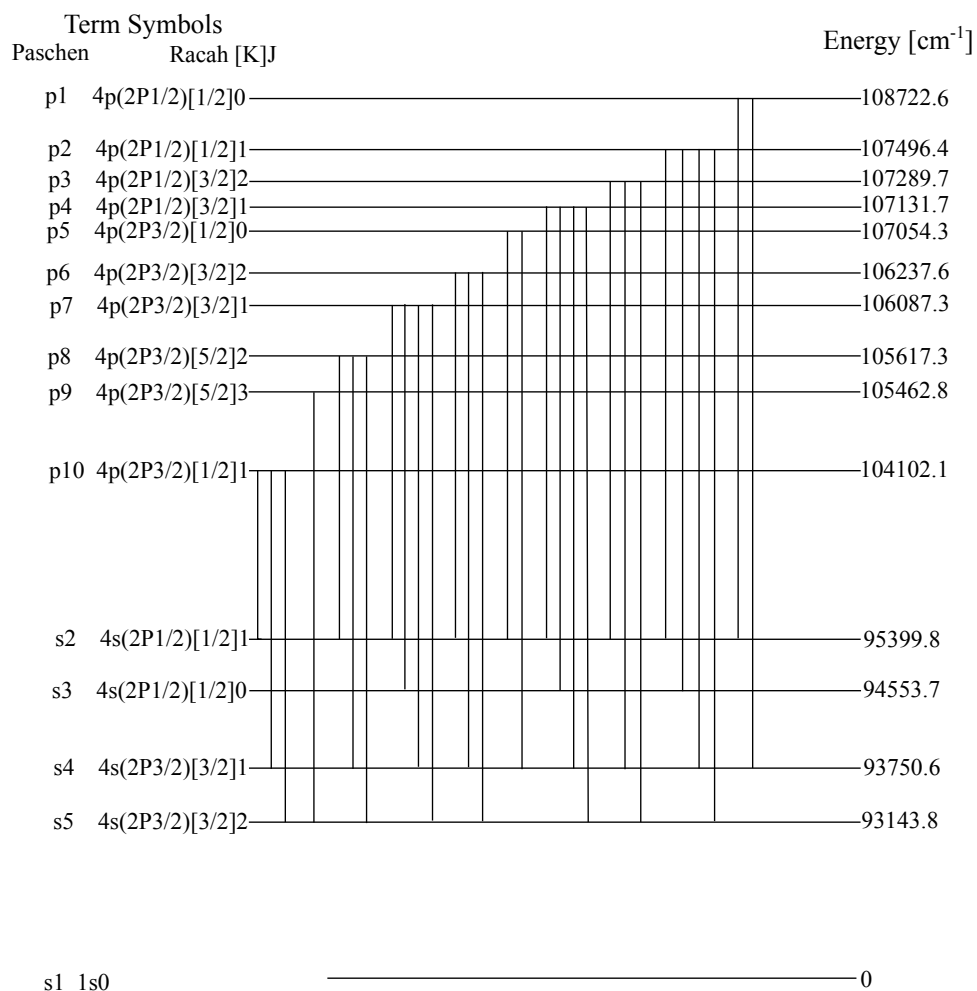 Term Symbols
Paschen Racah [K]J Energy [cm-1]
p1 4p(2P1/2)[1/2]0 108722.6
p2 4p(2P1/2)[1/2]1 107496.4
p3 4p(2P1/2)[3/2]2 107289.7
p4 4p(2P1/2)[3/2]1 107131.7
p5 4p(2P3/2)[1/2]0 107054.3
p6 4p(2P3/2)[3/2]2 106237.6
p7 4p(2P3/2)[3/2]1 106087.3
p8 4p(2P3/2)[5/2]2 105617.3
p9 4p(2P3/2)[5/2]3 105462.8
p10 4p(2P3/2)[1/2]1 104102.1
s2 4s(2P1/2)[1/2]1 95399.8
s3 4s(2P1/2)[1/2]0 94553.7
s4 4s(2P3/2)[3/2]1 93750.6
s5 4s(2P3/2)[3/2]2 93143.8
s1 1s0 0